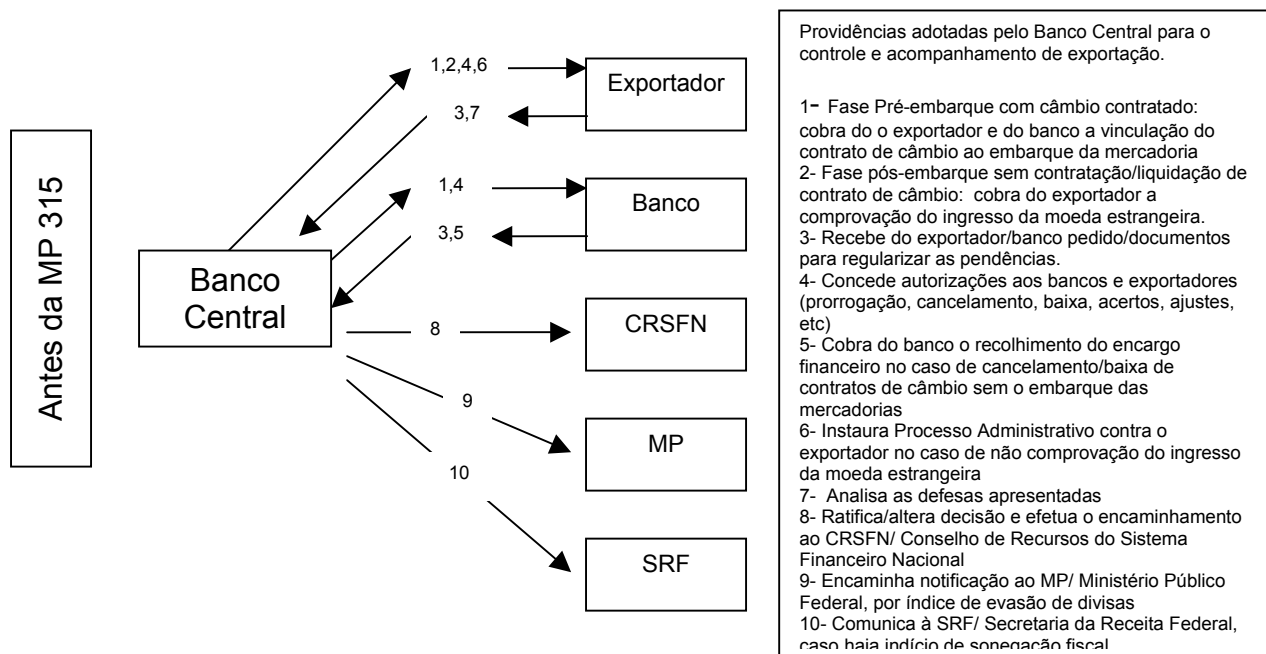 Antes da MP 315
1,2,4,6
Exportador
3,7
1,4
Banco
3,5
Banco
Central
8
CRSFN
9
MP
10
SRF
Providências adotadas pelo Banco Central para o
controle e acompanhamento de exportação.
1- Fase Pré-embarque com câmbio contratado:
cobra do o exportador e do banco a vinculação do
contrato de câmbio ao embarque da mercadoria
2- Fase pós-embarque sem contratação/liquidação de
contrato de câmbio: cobra do exportador a
comprovação do ingresso da moeda estrangeira.
3- Recebe do exportador/banco pedido/documentos
para regularizar as pendências.
4- Concede autorizações aos bancos e exportadores
(prorrogação, cancelamento, baixa, acertos, ajustes,
etc)
5- Cobra do banco o recolhimento do encargo
financeiro no caso de cancelamento/baixa de
contratos de câmbio sem o embarque das
mercadorias
6- Instaura Processo Administrativo contra o
exportador no caso de não comprovação do ingresso
da moeda estrangeira
7- Analisa as defesas apresentadas
8- Ratifica/altera decisão e efetua o encaminhamento
ao CRSFN/ Conselho de Recursos do Sistema
Financeiro Nacional
9- Encaminha notificação ao MP/ Ministério Público
Federal, por índice de evasão de divisas
10- Comunica à SRF/ Secretaria da Receita Federal,
caso haja indício de sonegação fiscal